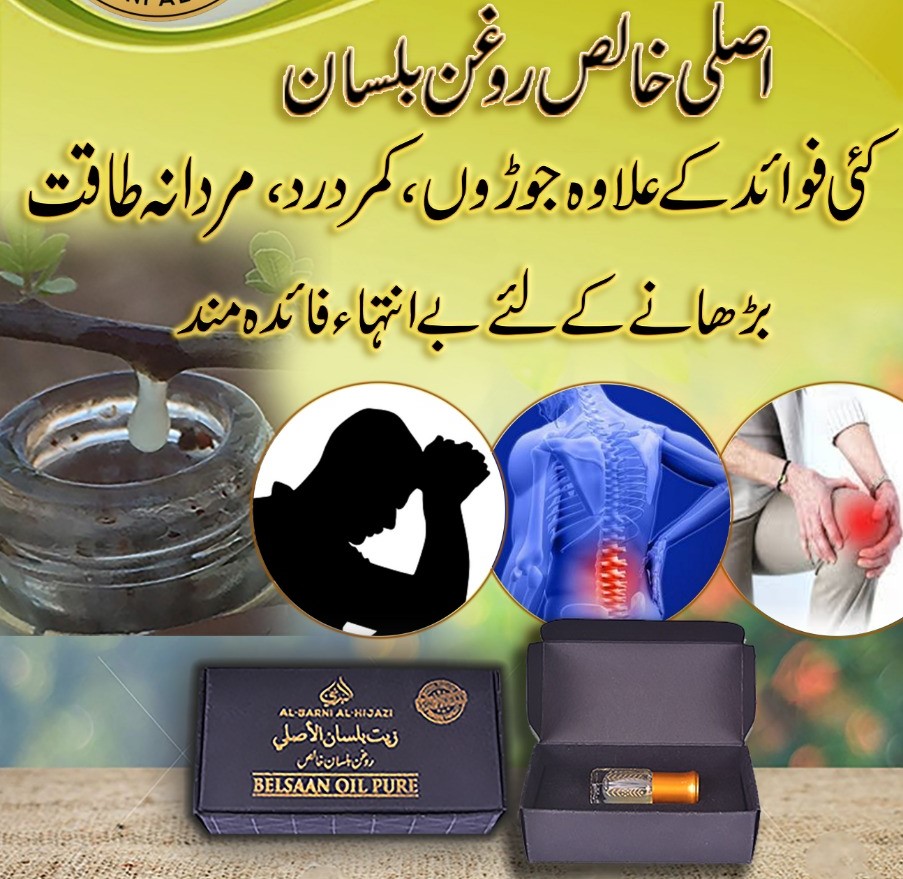 اصلی خالص روغن بلسان
کئی فوائد کے علاوہ جوڑوں، کمر درد، مردانہ طاقت
بڑھانے کے لئے بے انتہاء فائدہ مند
AL-BARNI AL-HIJAZI
زيت بلسان الأصلي
روغن بلسان خالص
BELSAAN OIL PURE